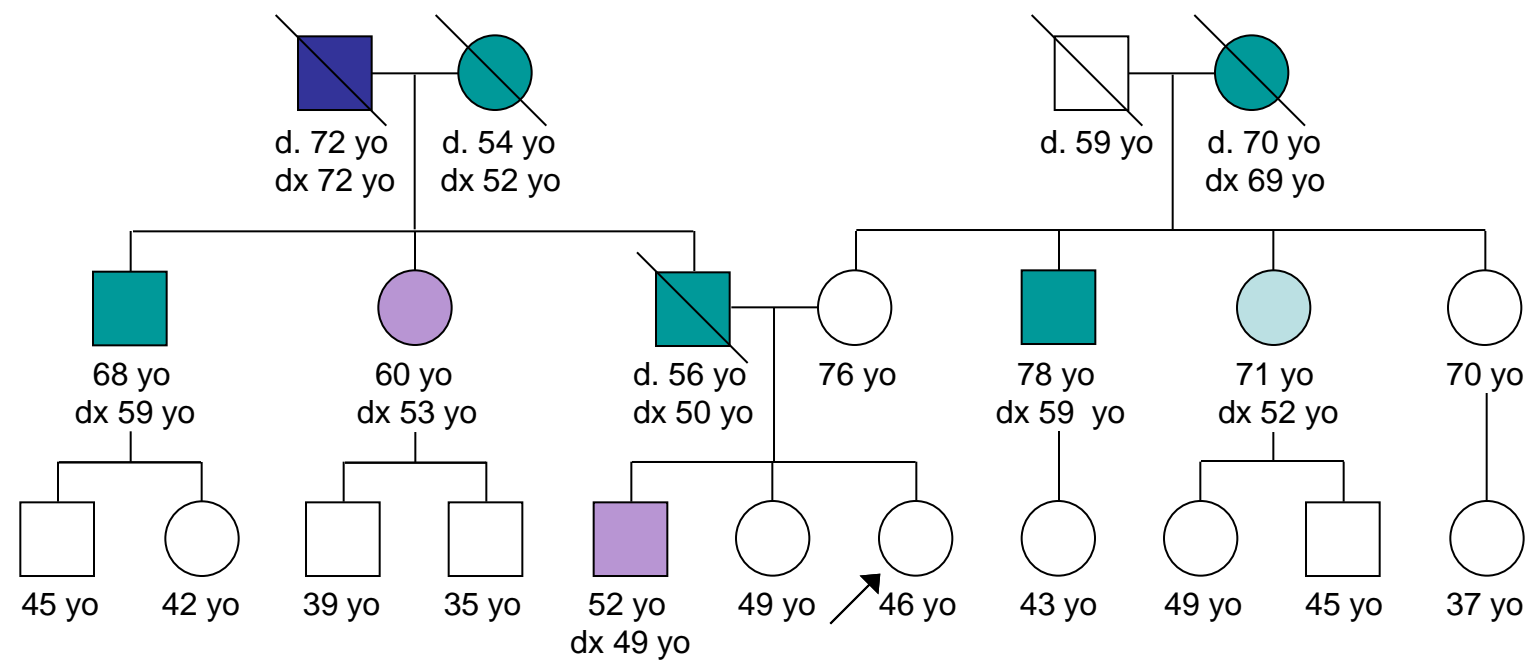 d. 72 yo d. 54 yo d. 59 yo d. 70 yo
dx 72 yo dx 52 yo dx 69 yo
68 yo 60 yo d. 56 yo 76 yo 78 yo 71 yo 70 yo
dx 59 yo dx 53 yo dx 50 yo dx 59 yo dx 52 yo
45 yo 42 yo 39 yo 35 yo 52 yo 49 yo 46 yo 43 yo 49 yo 45 yo 37 yo
dx 49 yo